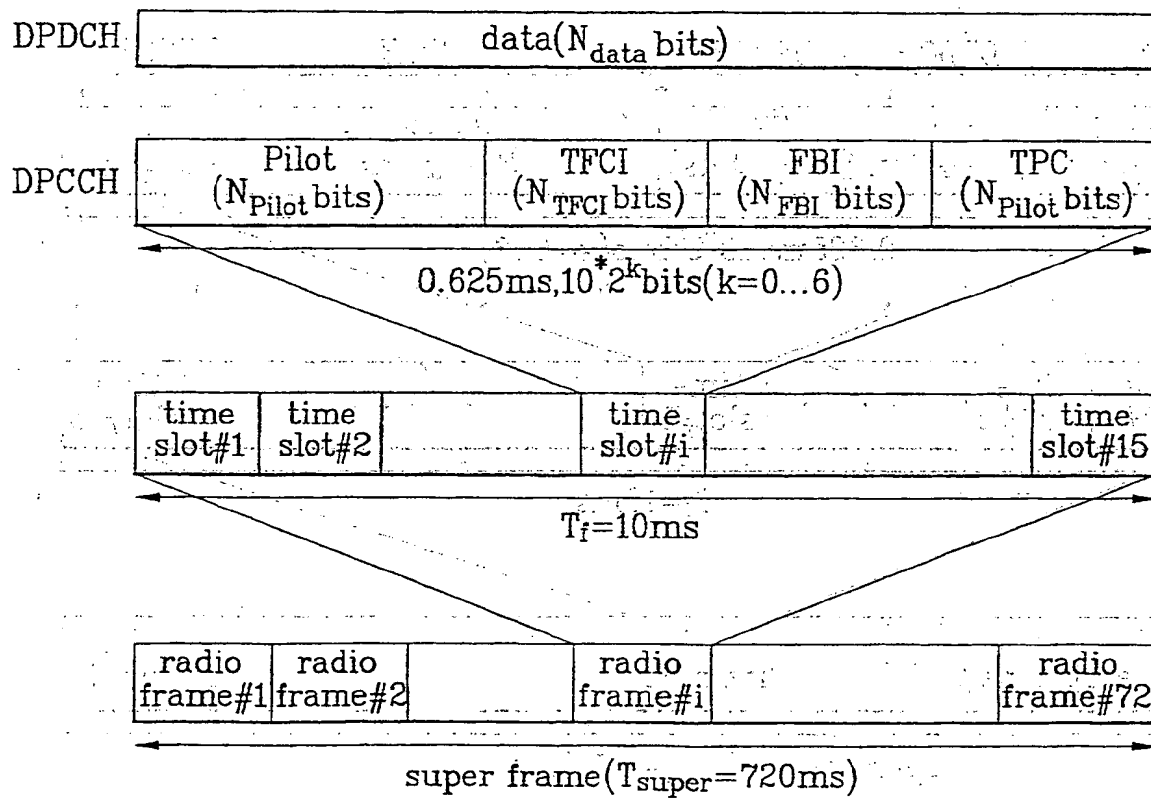 DPDCH data(N_data bits)
DPCCH
Pilot (N_Pilot bits)
TFCI (N_TFCI bits)
FBI (N_FBI bits)
TPC (N_Pilot bits)
0.625ms,10*2^k bits(k=0...6)
time slot#1
time slot#2
time slot#i
time slot#15
T_f=10ms
radio frame#1
radio frame#2
radio frame#i
radio frame#72
super frame(T_super=720ms)